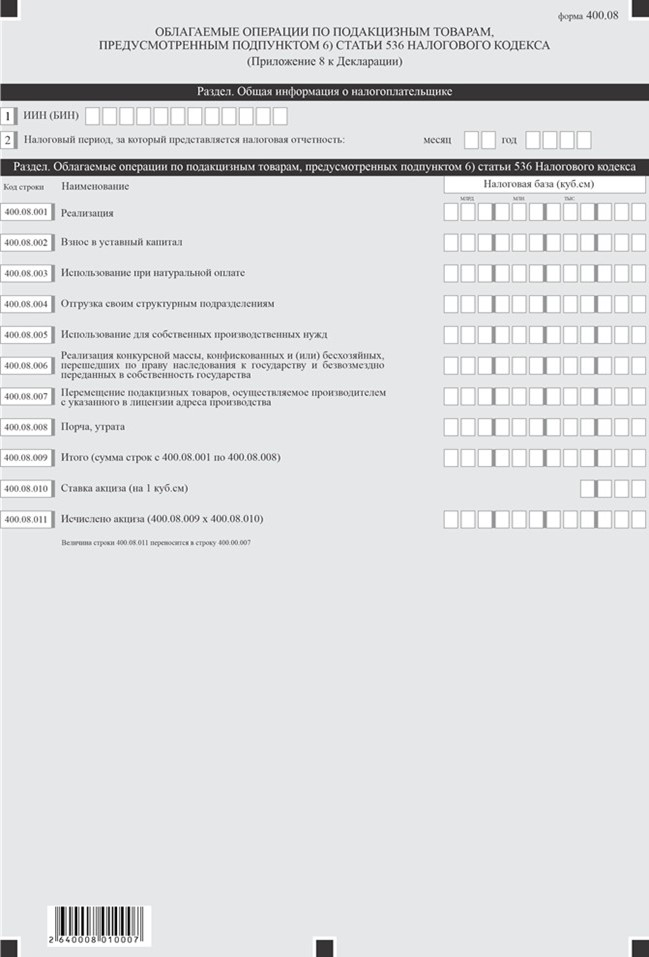 форма 400.08
ОБЛАГАЕМЫЕ ОПЕРАЦИИ ПО ПОДАКЦИЗНЫМ ТОВАРАМ,
ПРЕДУСМОТРЕННЫМ ПОДПУНКТОМ 6) СТАТЬИ 536 НАЛОГОВОГО КОДЕКСА
(Приложение 8 к Декларации)
Раздел. Общая информация о налогоплательщике
1 ИИН (БИН)
2 Налоговый период, за который представляется налоговая отчетность: месяц год
Раздел. Облагаемые операции по подакцизным товарам, предусмотренных подпунктом 6) статьи 536 Налогового кодекса
Код строки Наименование Налоговая база (куб.см)
млрд млн тыс
400.08.001 Реализация
400.08.002 Взнос в уставный капитал
400.08.003 Использование при натуральной оплате
400.08.004 Отгрузка своим структурным подразделениям
400.08.005 Использование для собственных производственных нужд
400.08.006 Реализация конкурсной массы, конфискованных и (или) бесхозяйных,
перешедших по праву наследования к государству и безвозмездно
переданных в собственность государства
400.08.007 Перемещение подакцизных товаров, осуществляемое производителем
с указанного в лицензии адреса производства
400.08.008 Порча, утрата
400.08.009 Итого (сумма строк с 400.08.001 по 400.08.008)
400.08.010 Ставка акциза (на 1 куб.см)
400.08.011 Исчислено акциза (400.08.009 х 400.08.010)
Величина строки 400.08.011 переносится в строку 400.00.007
2 640008 010007